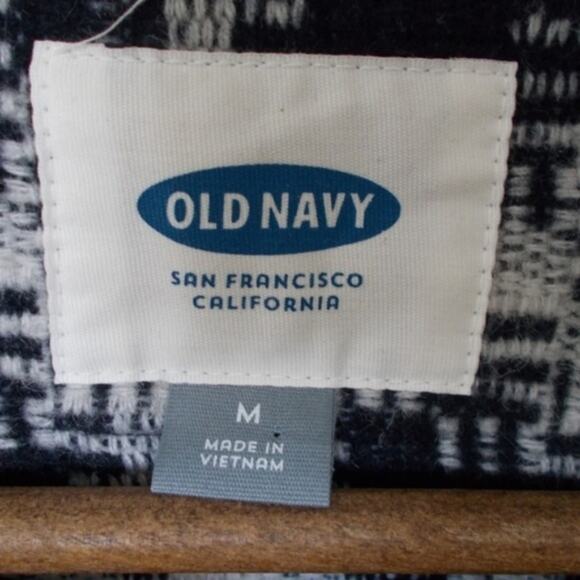 OLD NAVY
SAN FRANCISCO
CALIFORNIA
M
MADE IN
VIETNAM